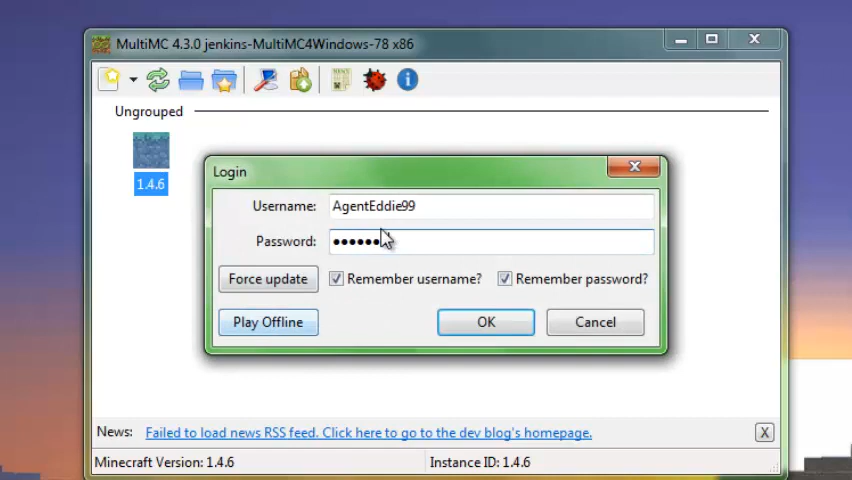 MultiMC 4.3.0 jenkins-MultiMC4Windows-78 x86
Ungrouped
1.4.6
Login
Username: AgentEddie99
Password: ••••••
Force update Remember username? Remember password?
Play Offline OK Cancel
News: Failed to load news RSS feed. Click here to go to the dev blog's homepage. X
Minecraft Version: 1.4.6 Instance ID: 1.4.6